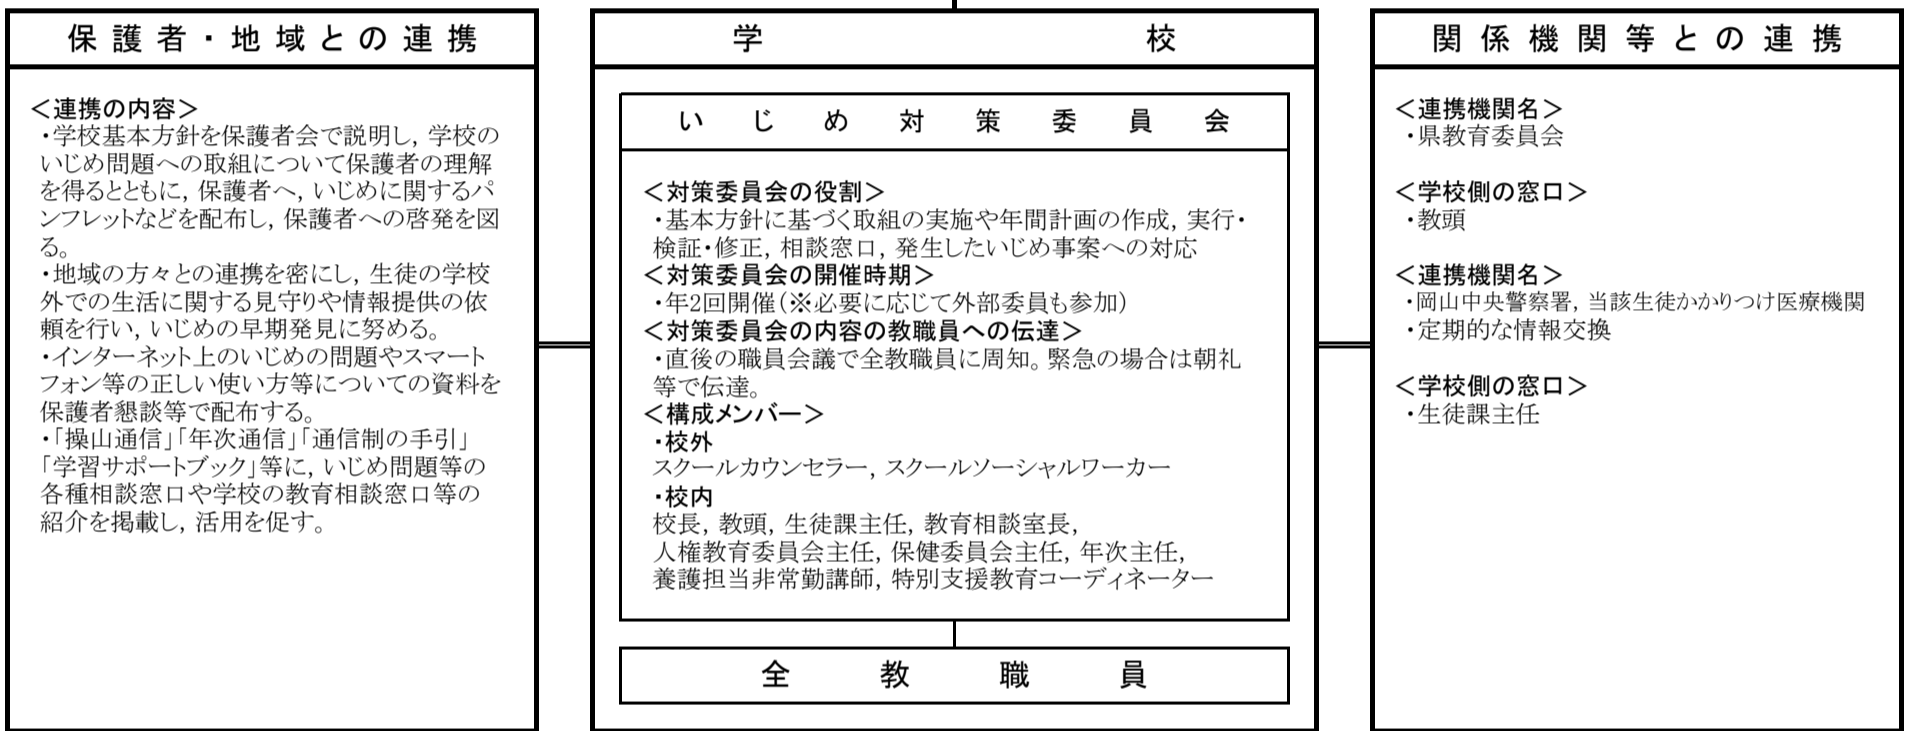 保護者・地域との連携
＜連携の内容＞
・学校基本方針を保護者会で説明し，学校の
いじめ問題への取組について保護者の理解
を得るとともに，保護者へ，いじめに関するパ
ンフレットなどを配布し，保護者への啓発を図
る。
・地域の方々との連携を密にし，生徒の学校
外での生活に関する見守りや情報提供の依
頼を行い，いじめの早期発見に努める。
・インターネット上のいじめの問題やスマート
フォン等の正しい使い方等についての資料を
保護者懇談等で配布する。
・「操山通信」「年次通信」「通信制の手引」
「学習サポートブック」等に，いじめ問題等の
各種相談窓口や学校の教育相談窓口等の
紹介を掲載し，活用を促す。
学校
いじめ対策委員会
＜対策委員会の役割＞
・基本方針に基づく取組の実施や年間計画の作成，実行・
検証・修正，相談窓口，発生したいじめ事案への対応
＜対策委員会の開催時期＞
・年2回開催（※必要に応じて外部委員も参加）
＜対策委員会の内容の教職員への伝達＞
・直後の職員会議で全教職員に周知。緊急の場合は朝礼
等で伝達。
＜構成メンバー＞
・校外
スクールカウンセラー，スクールソーシャルワーカー
・校内
校長，教頭，生徒課主任，教育相談室長，
人権教育委員会主任，保健委員会主任，年次主任，
養護担当非常勤講師，特別支援教育コーディネーター
全教職員
関係機関等との連携
＜連携機関名＞
・県教育委員会
＜学校側の窓口＞
・教頭
＜連携機関名＞
・岡山中央警察署，当該生徒かかりつけ医療機関
・定期的な情報交換
＜学校側の窓口＞
・生徒課主任